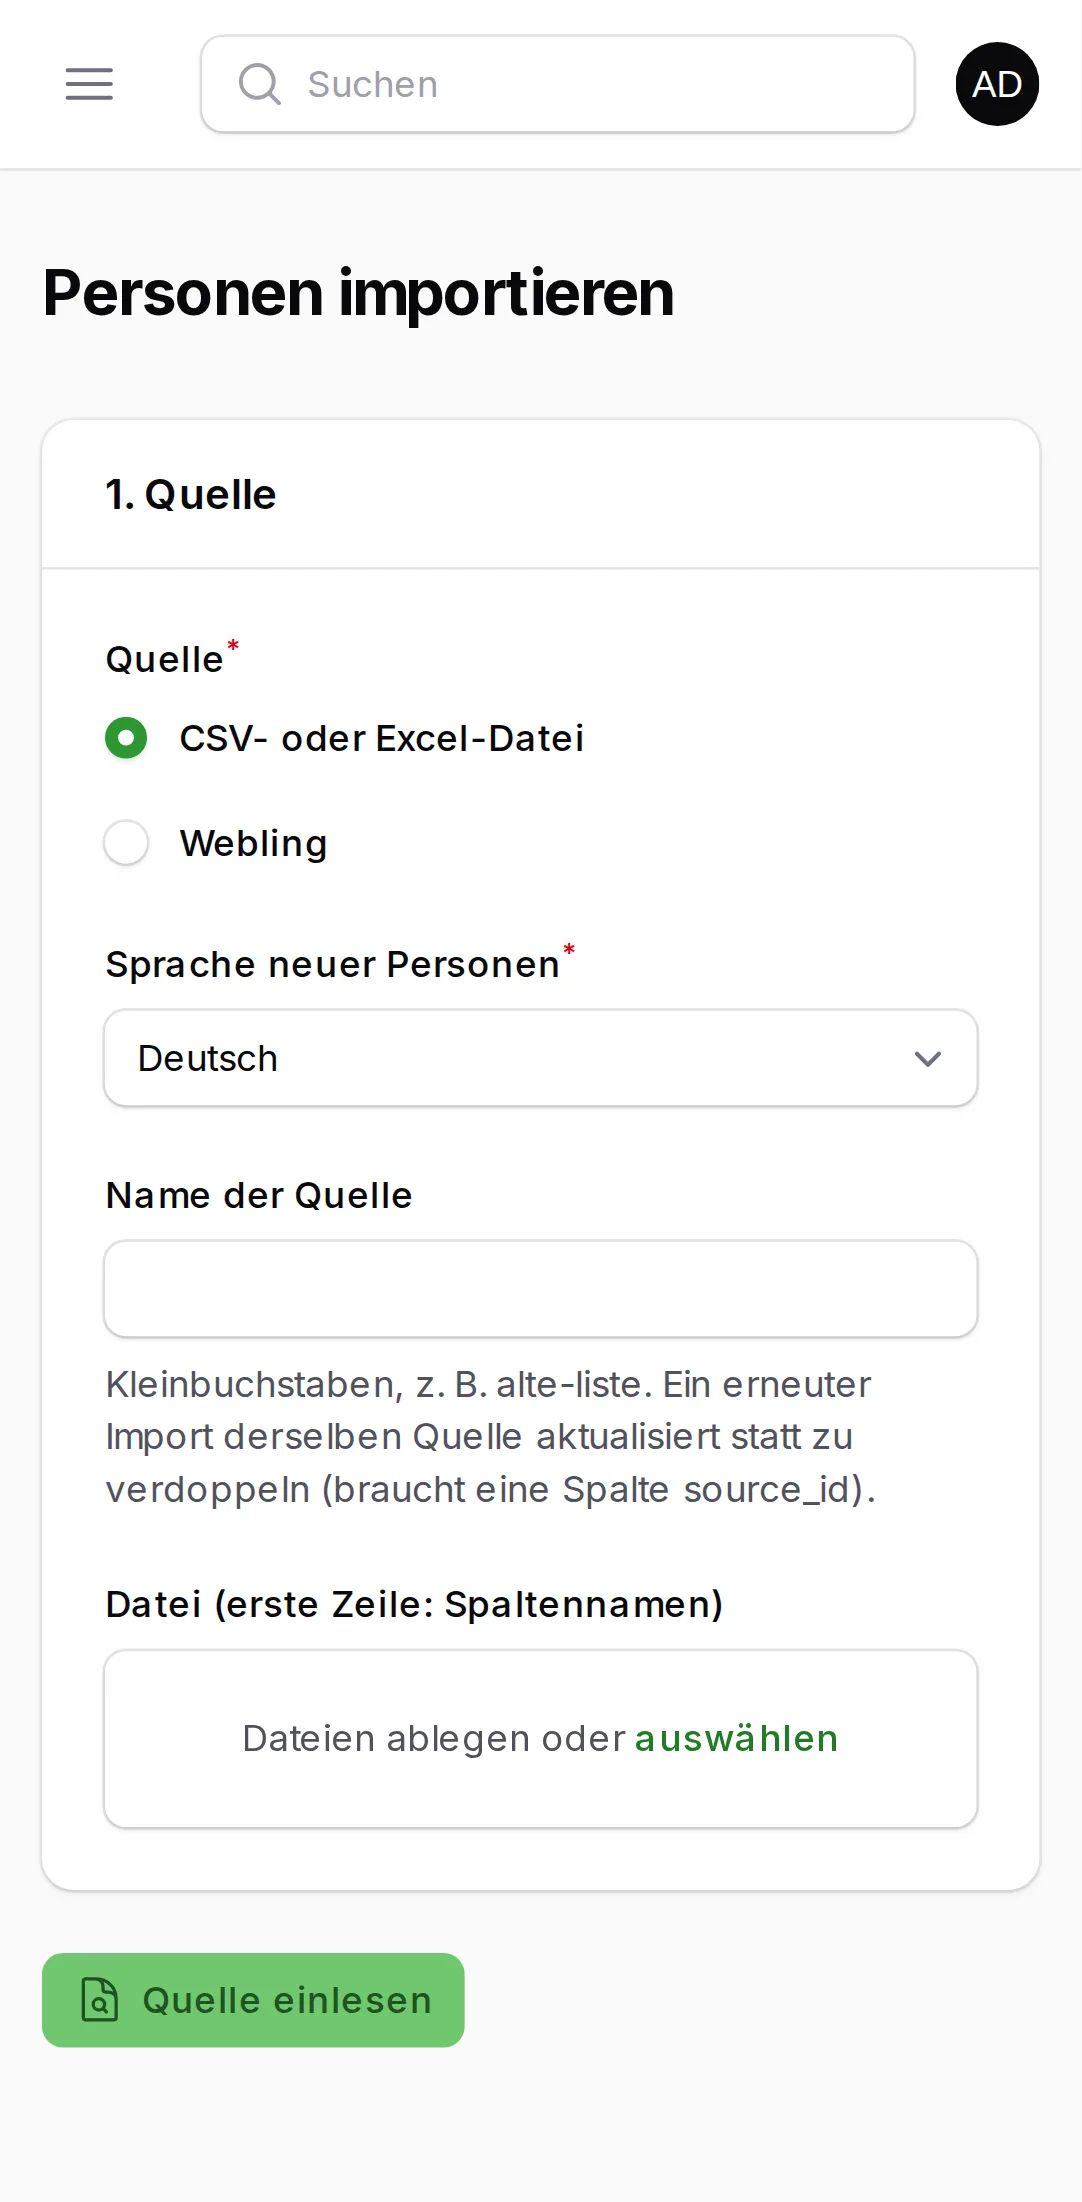 Suchen
AD
Personen importieren
1. Quelle
Quelle*
CSV- oder Excel-Datei
Webling
Sprache neuer Personen*
Deutsch
Name der Quelle
Kleinbuchstaben, z. B. alte-liste. Ein erneuter
Import derselben Quelle aktualisiert statt zu
verdoppeln (braucht eine Spalte source_id).
Datei (erste Zeile: Spaltennamen)
Dateien ablegen oder auswählen
Quelle einlesen